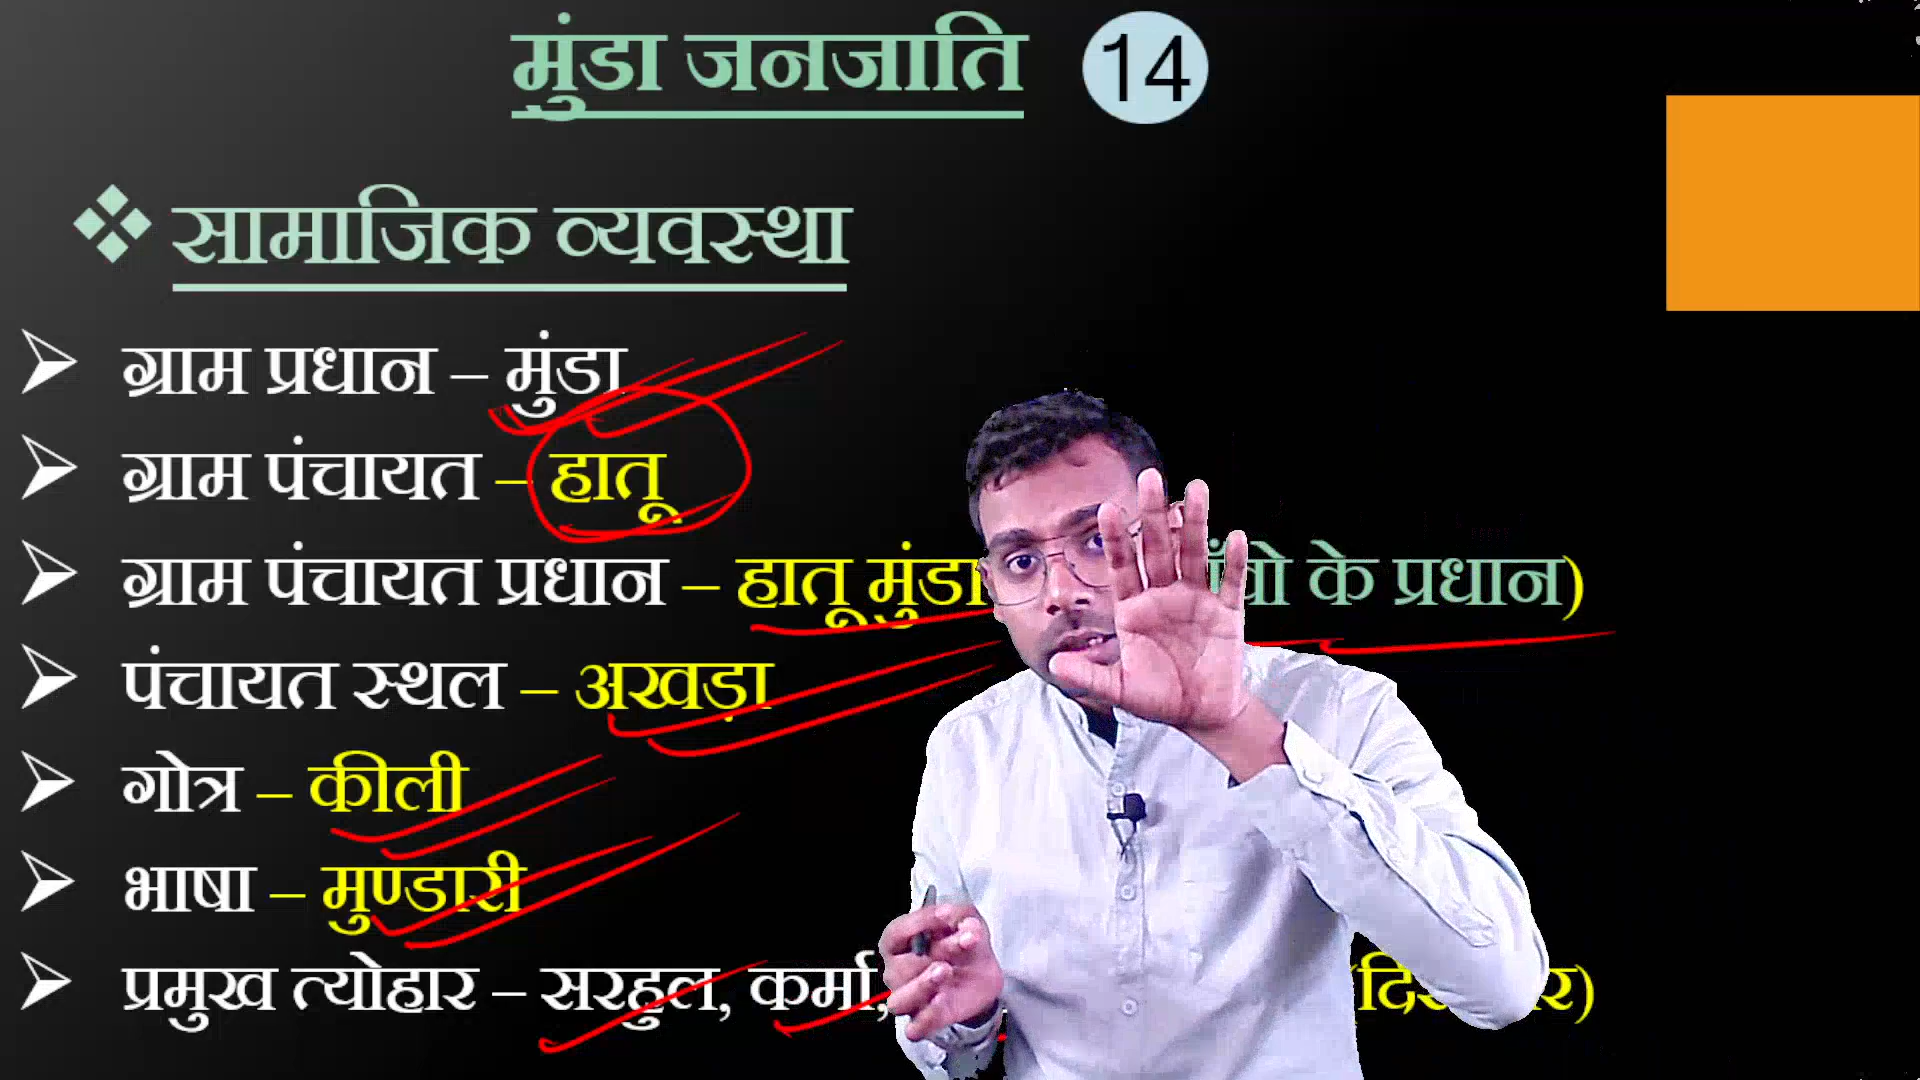 मुंडा जनजाति 14
सामाजिक व्यवस्था
ग्राम प्रधान – मुंडा
ग्राम पंचायत – हातू
ग्राम पंचायत प्रधान – हातू मुंडा के प्रधान)
पंचायत स्थल – अखड़ा
गोत्र – कीली
भाषा – मुण्डारी
प्रमुख त्योहार – सरहुल, कर्मा,